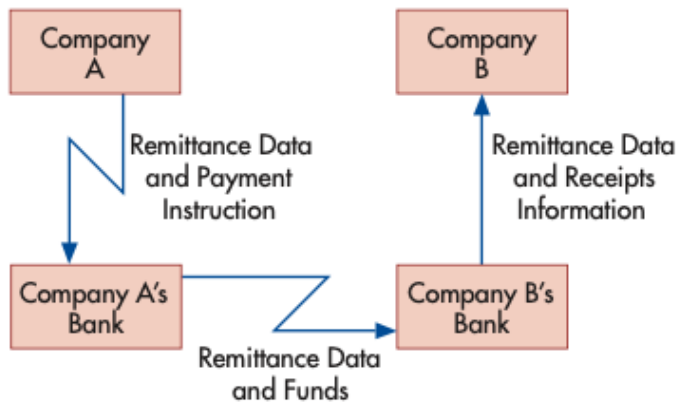 Company
A
Company
B
Remittance Data
and Payment
Instruction
Remittance Data
and Receipts
Information
Company A's
Bank
Company B's
Bank
Remittance Data
and Funds